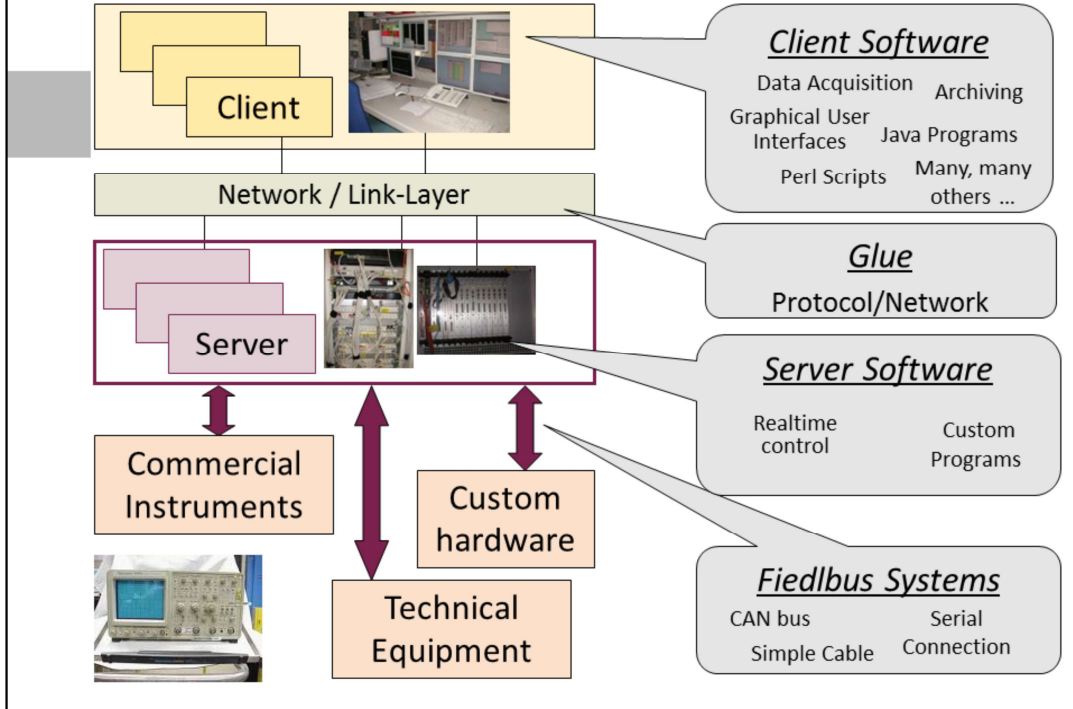 Client
Network / Link-Layer
Server
Commercial
Instruments
Custom
hardware
Technical
Equipment
Client Software
Data Acquisition
Archiving
Graphical User
Interfaces
Java Programs
Perl Scripts
Many, many
others ...
Glue
Protocol/Network
Server Software
Realtime
control
Custom
Programs
Fiedlbus Systems
CAN bus
Serial
Connection
Simple Cable